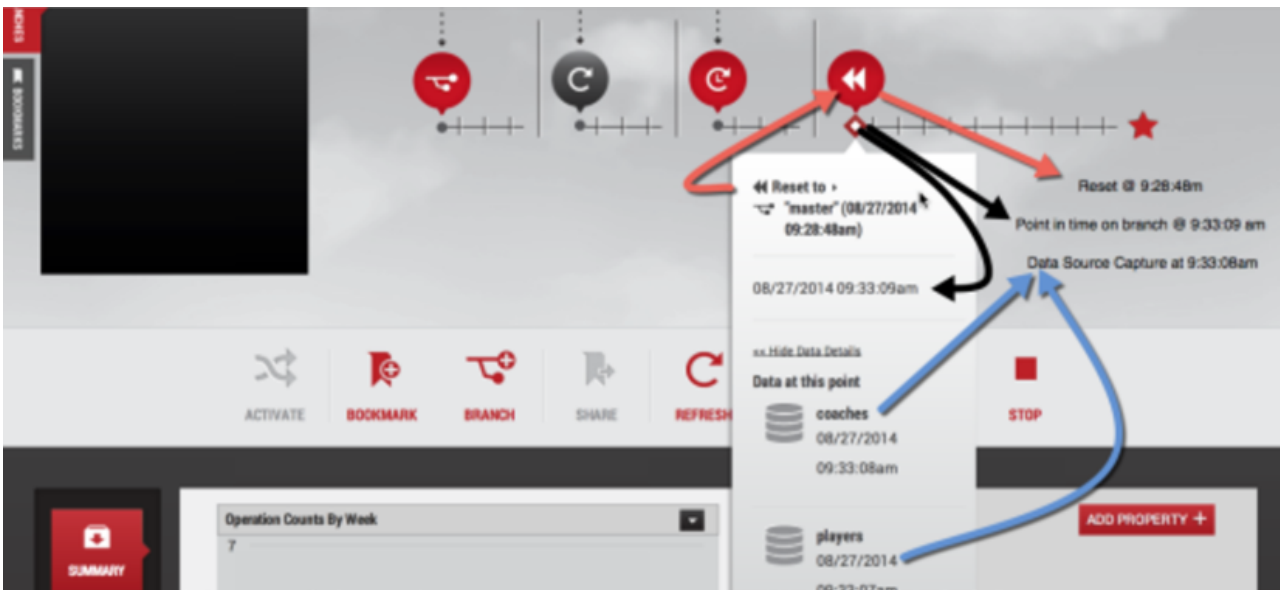 BOOKMARKS
Reset to ›
"master" (08/27/2014
09:28:48am)
Reset @ 9:28:48m
Point in time on branch @ 9:33:09 am
Data Source Capture at 9:33:08am
08/27/2014 09:33:09am
<< Hide Data Details
Data at this point
coaches
08/27/2014
09:33:08am
players
08/27/2014
ACTIVATE
BOOKMARK
BRANCH
SHARE
REFRESH
STOP
SUMMARY
Operation Counts By Week
7
ADD PROPERTY +